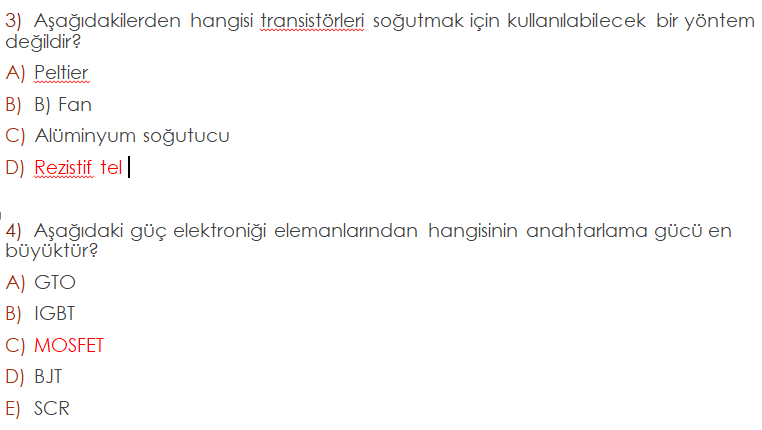 3) Aşağıdakilerden hangisi transistörleri soğutmak için kullanılabilecek bir yöntem
değildir?
A) Peltier
B) B) Fan
C) Alüminyum soğutucu
D) Rezistif tel
4) Aşağıdaki güç elektroniği elemanlarından hangisinin anahtarlama gücü en
büyüktür?
A) GTO
B) IGBT
C) MOSFET
D) BJT
E) SCR